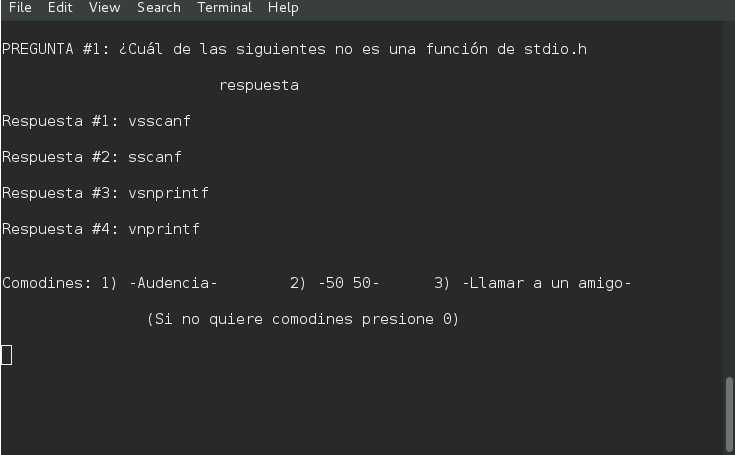 File Edit View Search Terminal Help
PREGUNTA #1: ¿Cuál de las siguientes no es una función de stdio.h
respuesta
Respuesta #1: vsscanf
Respuesta #2: sscanf
Respuesta #3: vsnprintf
Respuesta #4: vnprintf
Comodines: 1) -Audencia- 2) -50 50- 3) -Llamar a un amigo-
(Si no quiere comodines presione 0)